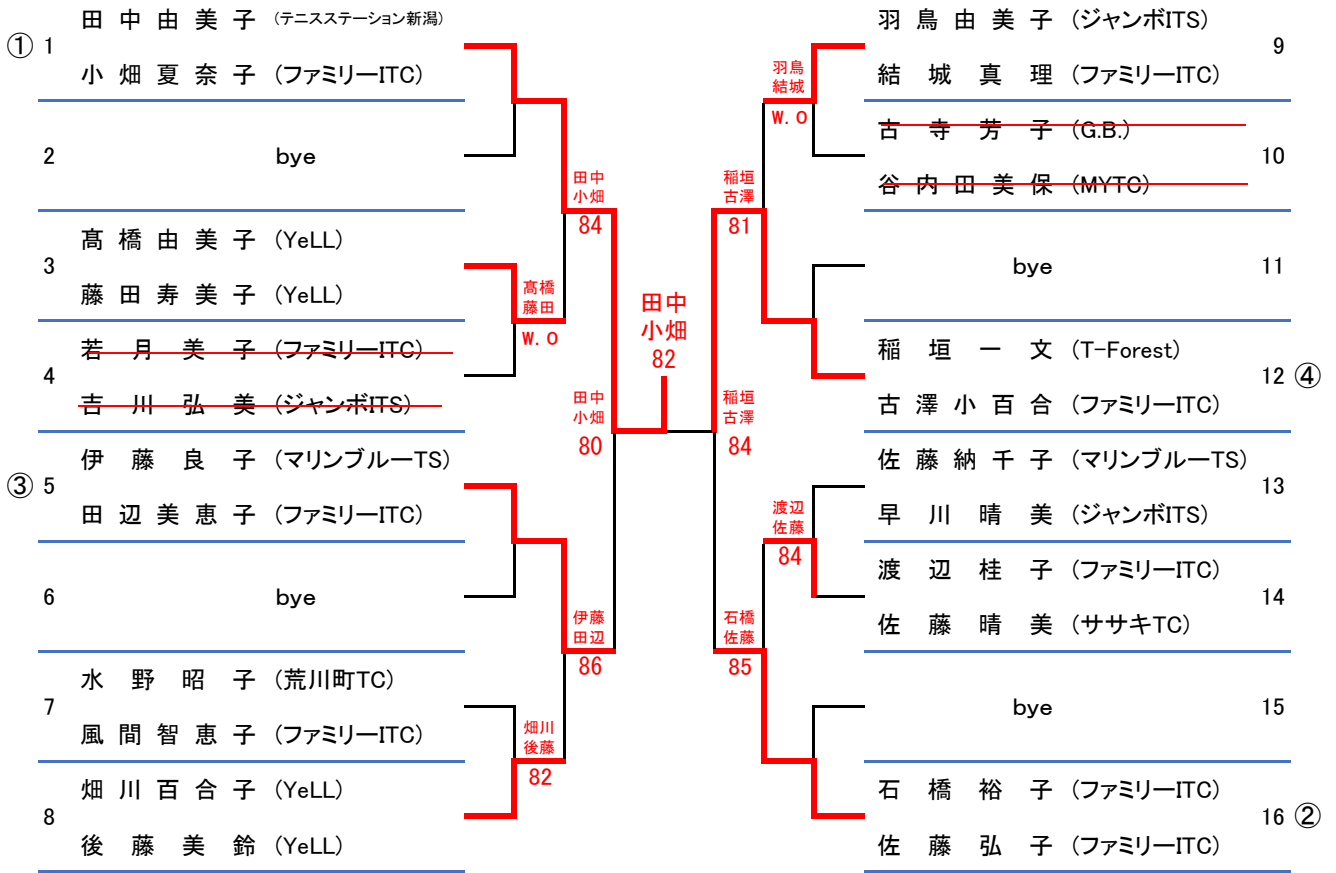 ① 1 田中由美子 (テニスステーション新潟)
小畑夏奈子 (ファミリーITC)
2 bye
3 髙橋由美子 (YeLL)
藤田寿美子 (YeLL)
4 若月美子 (ファミリーITC)
吉川弘美 (ジャンボITS)
③ 5 伊藤良子 (マリンブルーTS)
田辺美恵子 (ファミリーITC)
6 bye
7 水野昭子 (荒川町TC)
風間智恵子 (ファミリーITC)
8 畑川百合子 (YeLL)
後藤美鈴 (YeLL)
髙橋
藤田
W.O
畑川
後藤
82
田中
小畑
84
伊藤
田辺
86
田中
小畑
80
田中
小畑
82
稲垣
古澤
84
稲垣
古澤
81
石橋
佐藤
85
羽鳥
結城
W.O
渡辺
佐藤
84
羽鳥由美子 (ジャンボITS) 9
結城真理 (ファミリーITC)
古寺芳子 (G.B.) 10
谷内田美保 (MYTC)
bye 11
稲垣一文 (T-Forest) 12 ④
古澤小百合 (ファミリーITC)
佐藤納千子 (マリンブルーTS) 13
早川晴美 (ジャンボITS)
渡辺桂子 (ファミリーITC) 14
佐藤晴美 (ササキTC)
bye 15
石橋裕子 (ファミリーITC) 16 ②
佐藤弘子 (ファミリーITC)